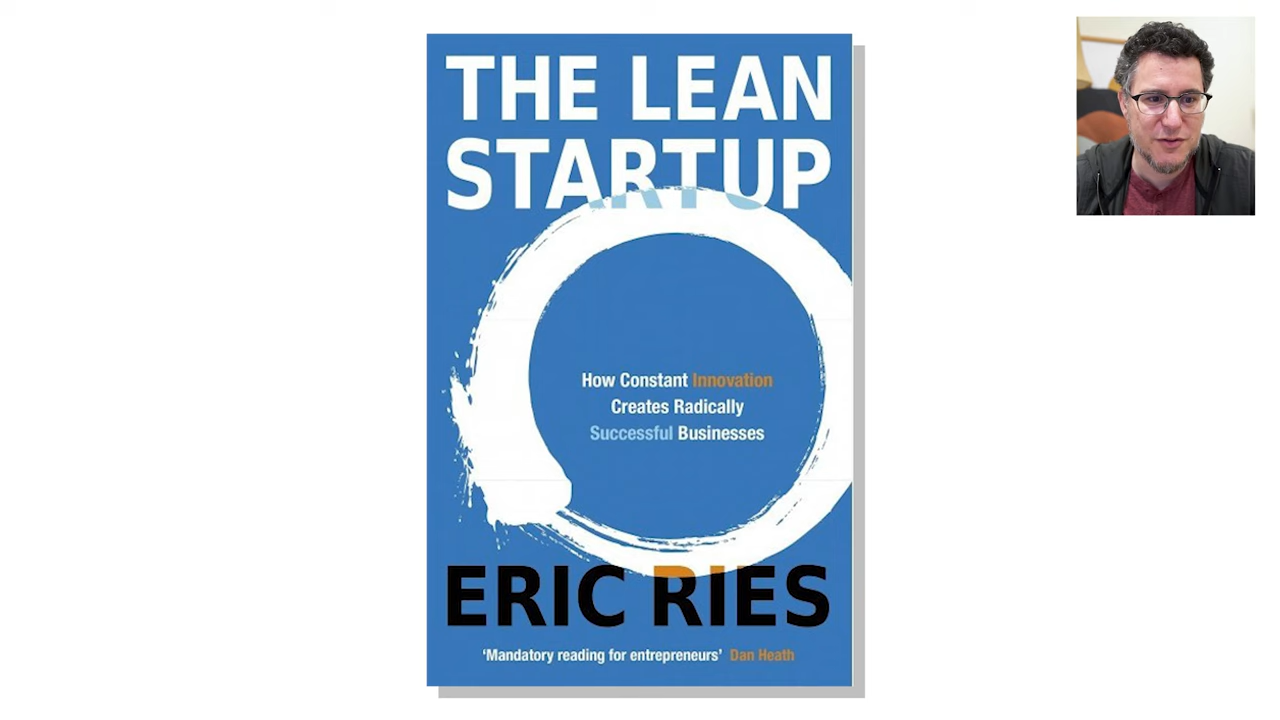 THE LEAN
STARTUP
How Constant Innovation
Creates Radically
Successful Businesses
ERIC RIES
‘Mandatory reading for entrepreneurs’ Dan Heath